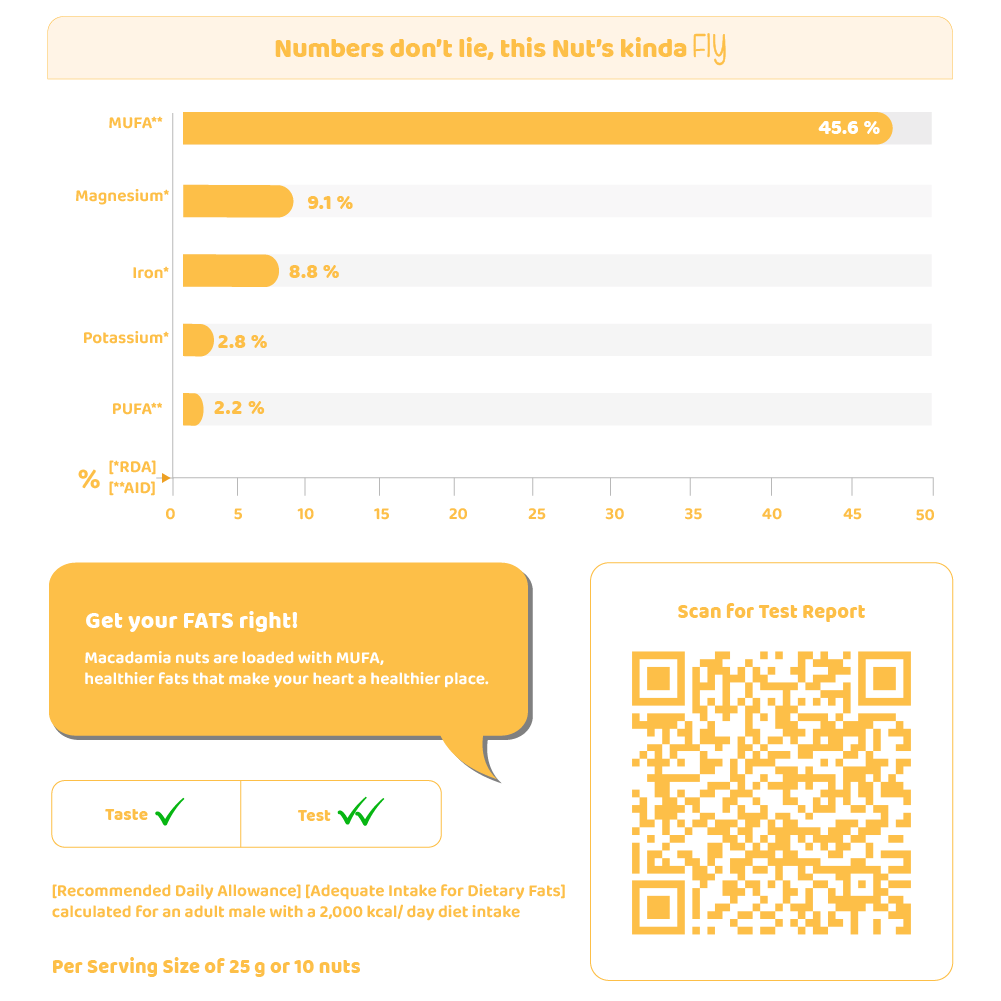 Numbers don't lie, this Nut's kinda Fly
MUFA**
45.6 %
Magnesium*
9.1 %
Iron*
8.8 %
Potassium*
2.8 %
PUFA**
2.2 %
% [*RDA]
[**AID]
0 5 10 15 20 25 30 35 40 45 50
Get your FATS right!
Macadamia nuts are loaded with MUFA,
healthier fats that make your heart a healthier place.
Scan for Test Report
Taste
Test
[Recommended Daily Allowance] [Adequate Intake for Dietary Fats]
calculated for an adult male with a 2,000 kcal/ day diet intake
Per Serving Size of 25 g or 10 nuts